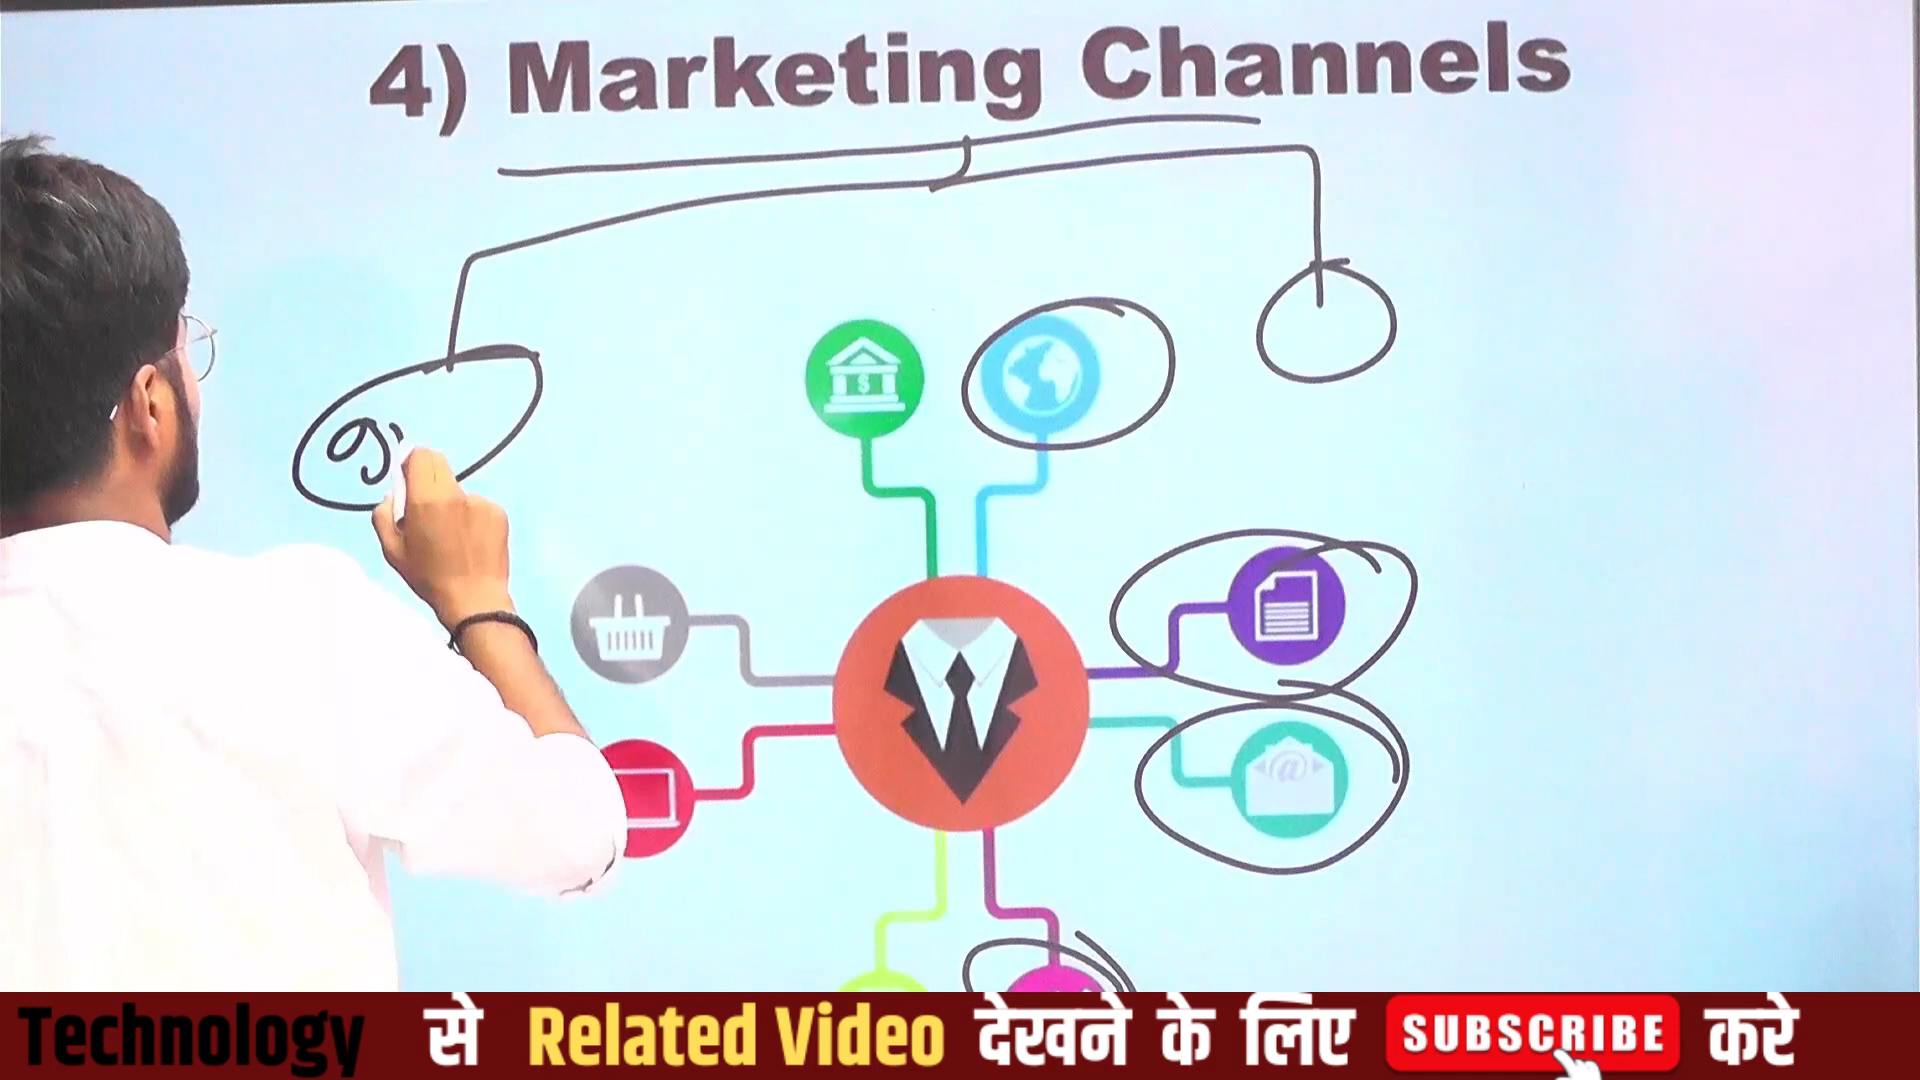 4) Marketing Channels
$
@
Technology से Related Video देखने के लिए SUBSCRIBE करे